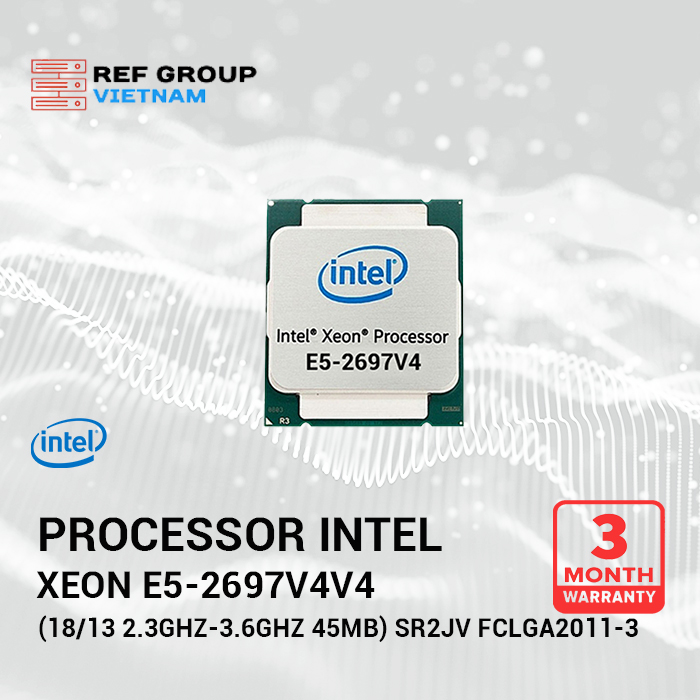 REF GROUP
VIETNAM
intel
Intel® Xeon® Processor
E5-2697V4
R3
intel
PROCESSOR INTEL
XEON E5-2697V4V4
(18/13 2.3GHZ-3.6GHZ 45MB) SR2JV FCLGA2011-3
3
MONTH
WARRANTY